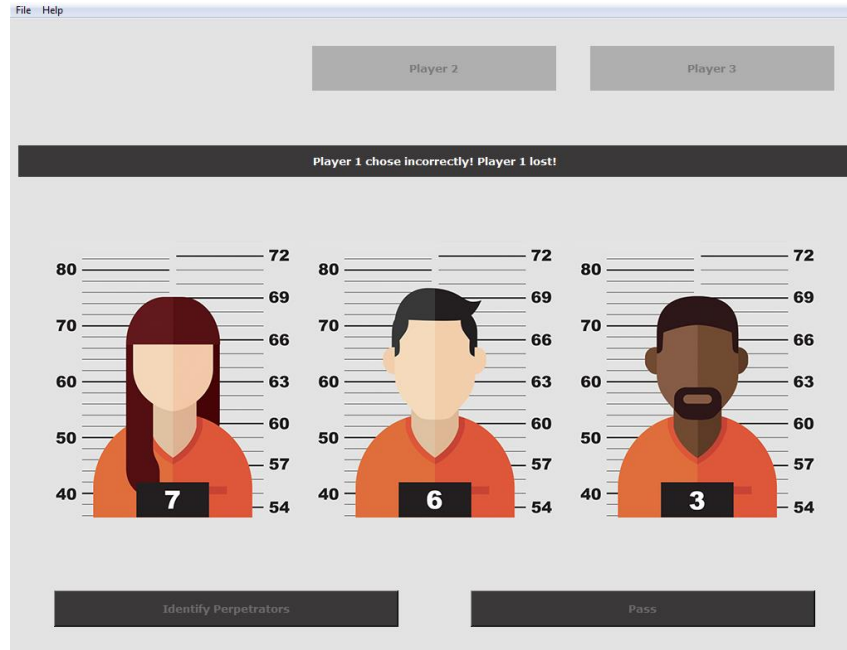 File Help
Player 2 Player 3
Player 1 chose incorrectly! Player 1 lost!
72 72 72
80 80 80
69 69 69
70 70 70
66 66 66
60 63 60 63 60 63
60 60 60
50 50 50
57 57 57
40 7 54 40 6 54 40 3 54
Identify Perpetrators Pass